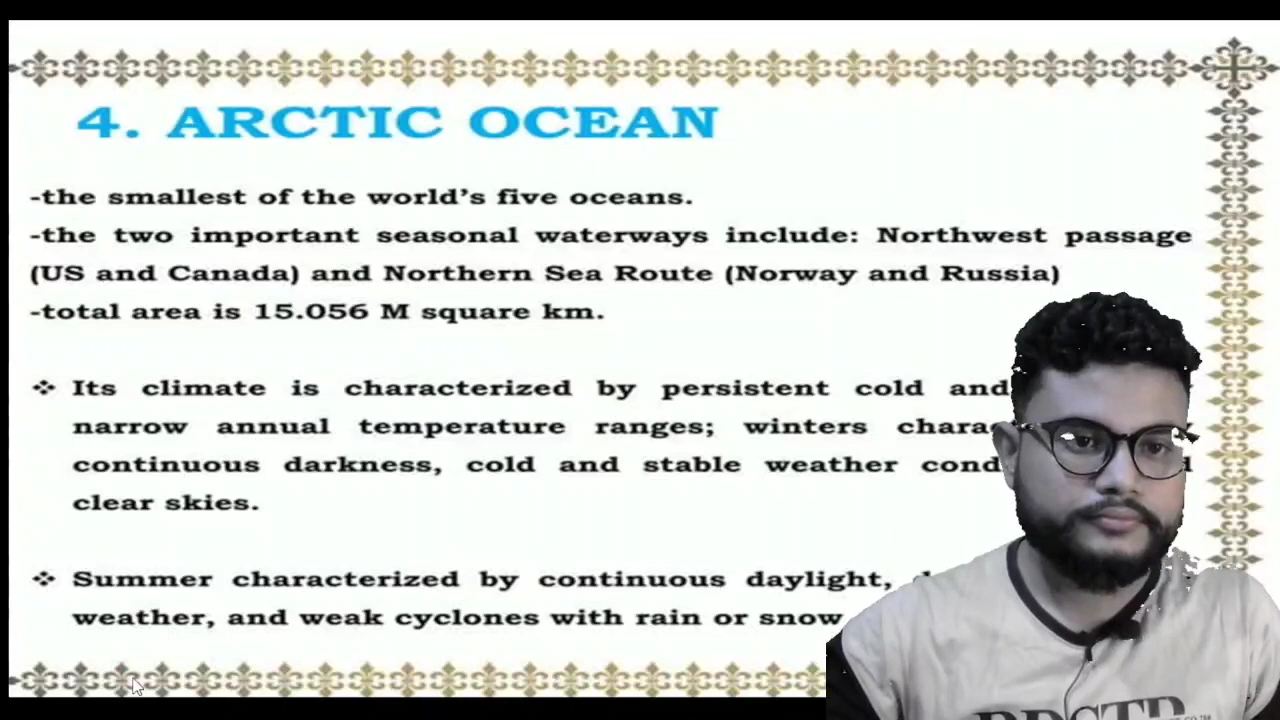 4. ARCTIC OCEAN
-the smallest of the world’s five oceans.
-the two important seasonal waterways include: Northwest passage
(US and Canada) and Northern Sea Route (Norway and Russia)
-total area is 15.056 M square km.
❖ Its climate is characterized by persistent cold and
narrow annual temperature ranges; winters
continuous darkness, cold and stable weather
clear skies.
❖ Summer characterized by continuous daylight,
weather, and weak cyclones with rain or snow